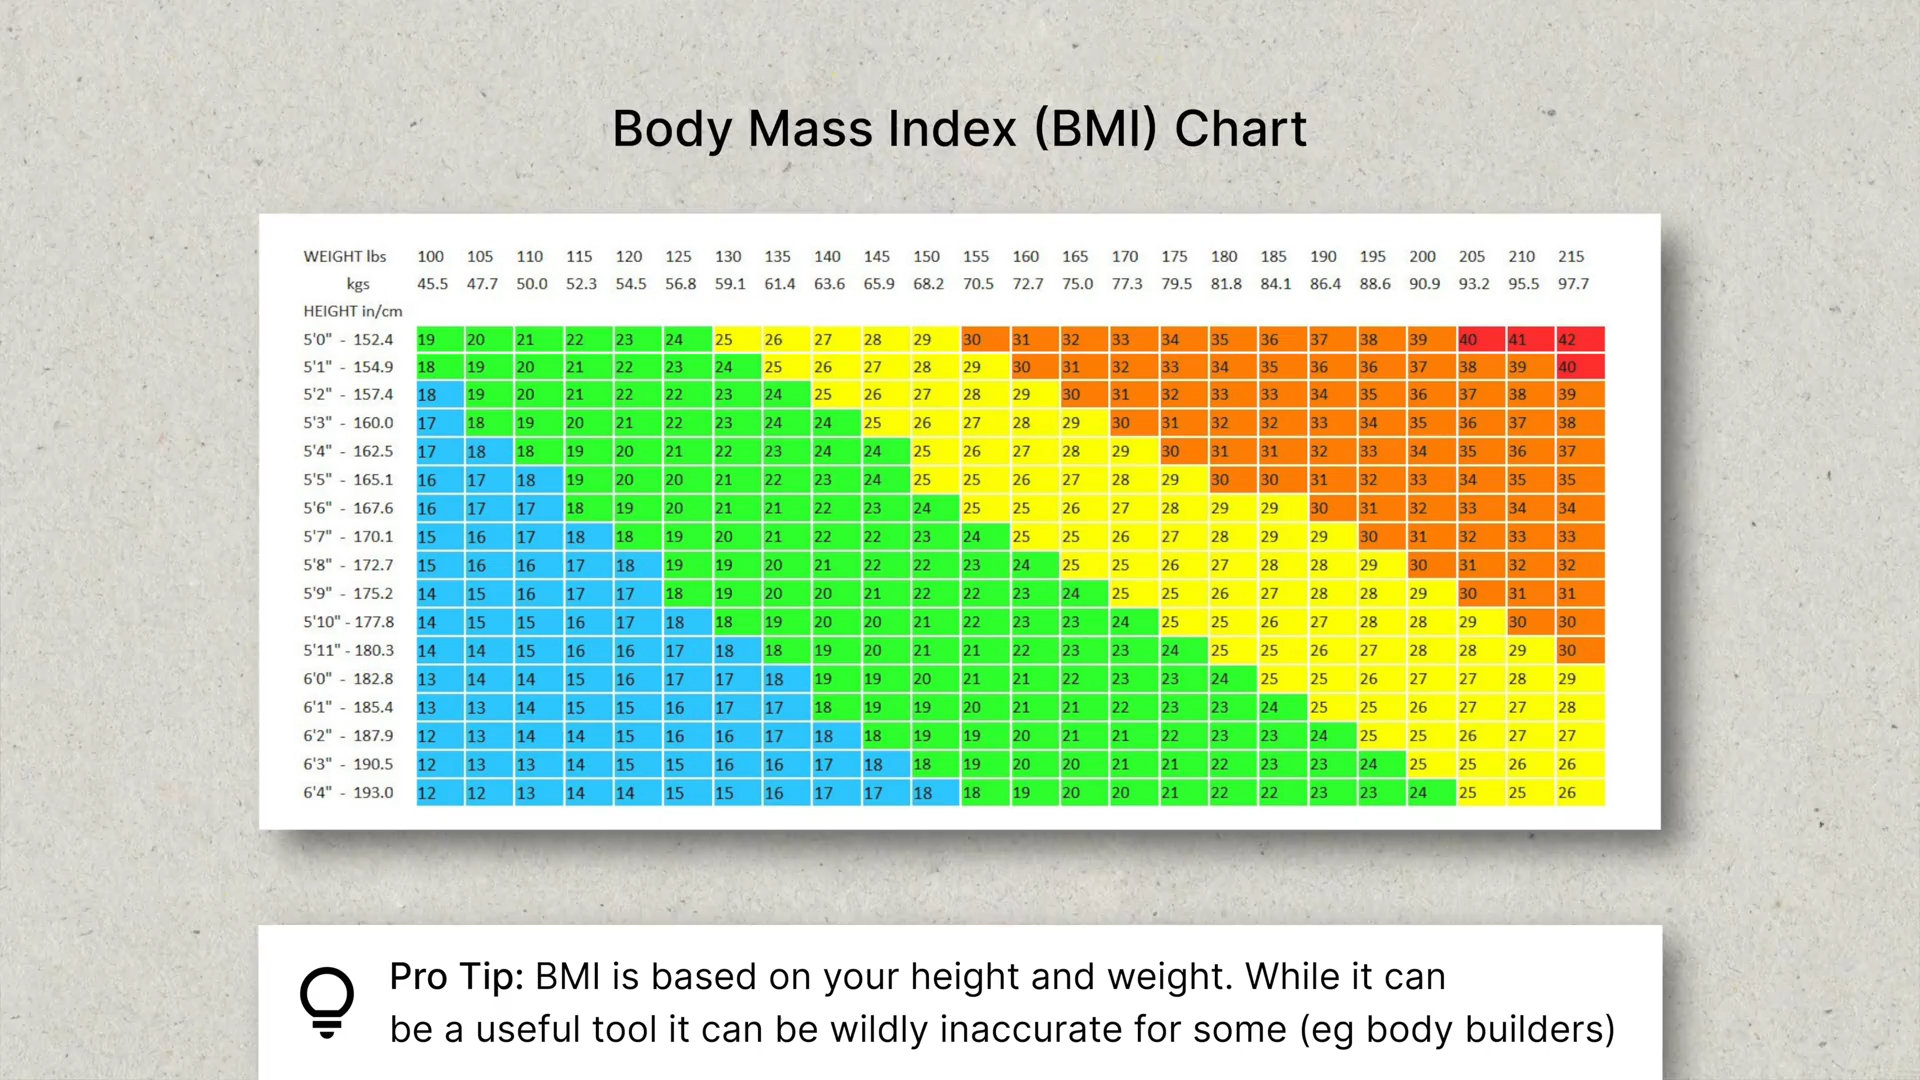 Body Mass Index (BMI) Chart
WEIGHT lbs 100 105 110 115 120 125 130 135 140 145 150 155 160 165 170 175 180 185 190 195 200 205 210 215
kgs 45.5 47.7 50.0 52.3 54.5 56.8 59.1 61.4 63.6 65.9 68.2 70.5 72.7 75.0 77.3 79.5 81.8 84.1 86.4 88.6 90.9 93.2 95.5 97.7
HEIGHT in/cm
5'0" - 152.4 19 20 21 22 23 24 25 26 27 28 29 30 31 32 33 34 35 36 37 38 39 40 41 42
5'1" - 154.9 18 19 20 21 22 23 24 25 26 27 28 29 30 31 32 33 34 35 36 36 37 38 39 40
5'2" - 157.4 18 19 20 21 22 22 23 24 25 26 27 28 29 30 31 32 33 33 34 35 36 37 38 39
5'3" - 160.0 17 18 19 20 21 22 23 24 24 25 26 27 28 29 30 31 32 32 33 34 35 36 37 38
5'4" - 162.5 17 18 18 19 20 21 22 23 24 24 25 26 27 28 29 30 31 31 32 33 34 35 36 37
5'5" - 165.1 16 17 18 19 20 20 21 22 23 24 25 25 26 27 28 29 30 30 31 32 33 34 35 35
5'6" - 167.6 16 17 17 18 19 20 21 21 22 23 24 25 25 26 27 28 29 29 30 31 32 33 34 34
5'7" - 170.1 15 16 17 18 18 19 20 21 22 22 23 24 25 25 26 27 28 29 29 30 31 32 33 33
5'8" - 172.7 15 16 16 17 18 19 19 20 21 22 22 23 24 25 25 26 27 28 28 29 30 31 32 32
5'9" - 175.2 14 15 16 17 17 18 19 20 20 21 22 22 23 24 25 25 26 27 28 28 29 30 31 31
5'10" - 177.8 14 15 15 16 17 18 18 19 20 20 21 22 23 23 24 25 25 26 27 28 28 29 30 30
5'11" - 180.3 14 14 15 16 16 17 18 18 19 20 21 21 22 23 23 24 25 25 26 27 28 28 29 30
6'0" - 182.8 13 14 14 15 16 17 17 18 19 19 20 21 21 22 23 23 24 25 25 26 27 27 28 29
6'1" - 185.4 13 13 14 15 15 16 17 17 18 19 19 20 21 21 22 23 23 24 25 25 26 27 27 28
6'2" - 187.9 12 13 14 14 15 16 16 17 18 18 19 19 20 21 21 22 23 23 24 25 25 26 27 27
6'3" - 190.5 12 13 13 14 15 15 16 16 17 18 18 19 20 20 21 21 22 23 23 24 25 25 26 26
6'4" - 193.0 12 12 13 14 14 15 15 16 17 17 18 18 19 20 20 21 22 22 23 23 24 25 25 26
Pro Tip: BMI is based on your height and weight. While it can
be a useful tool it can be wildly inaccurate for some (eg body builders)